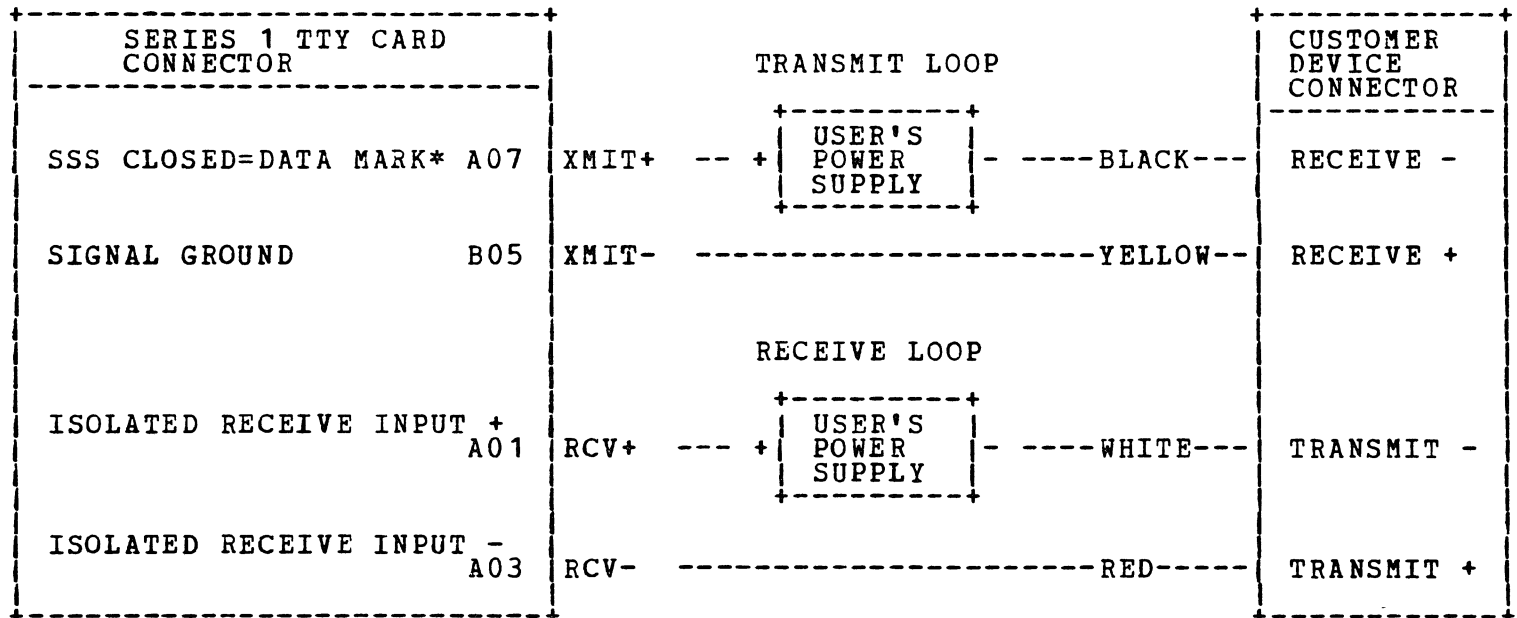 SERIES 1 TTY CARD
CONNECTOR
TRANSMIT LOOP
CUSTOMER
DEVICE
CONNECTOR
SSS CLOSED=DATA MARK* A07 XMIT+ -- + USER'S POWER SUPPLY - ----BLACK--- RECEIVE -
SIGNAL GROUND B05 XMIT- ---------------------YELLOW-- RECEIVE +
RECEIVE LOOP
ISOLATED RECEIVE INPUT +
A01 RCV+ --- + USER'S POWER SUPPLY - ----WHITE--- TRANSMIT -
ISOLATED RECEIVE INPUT -
A03 RCV- ----------------------RED----- TRANSMIT +